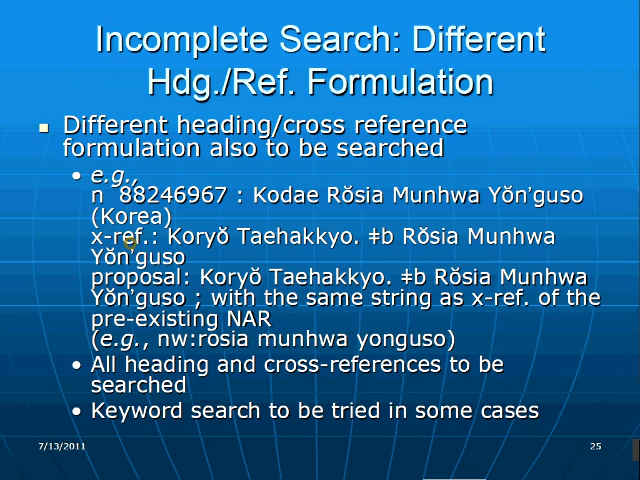 Incomplete Search: Different
Hdg./Ref. Formulation
Different heading/cross reference
formulation also to be searched
e.g.,
n 88246967 : Kodae Rŏsia Munhwa Yŏn’guso
(Korea)
x-ref.: Koryŏ Taehakkyo. ǂb Rŏsia Munhwa
Yŏn’guso
proposal: Koryŏ Taehakkyo. ǂb Rŏsia Munhwa
Yŏn’guso ; with the same string as x-ref. of the
pre-existing NAR
(e.g., nw:rosia munhwa yonguso)
All heading and cross-references to be
searched
Keyword search to be tried in some cases
7/13/2011
25